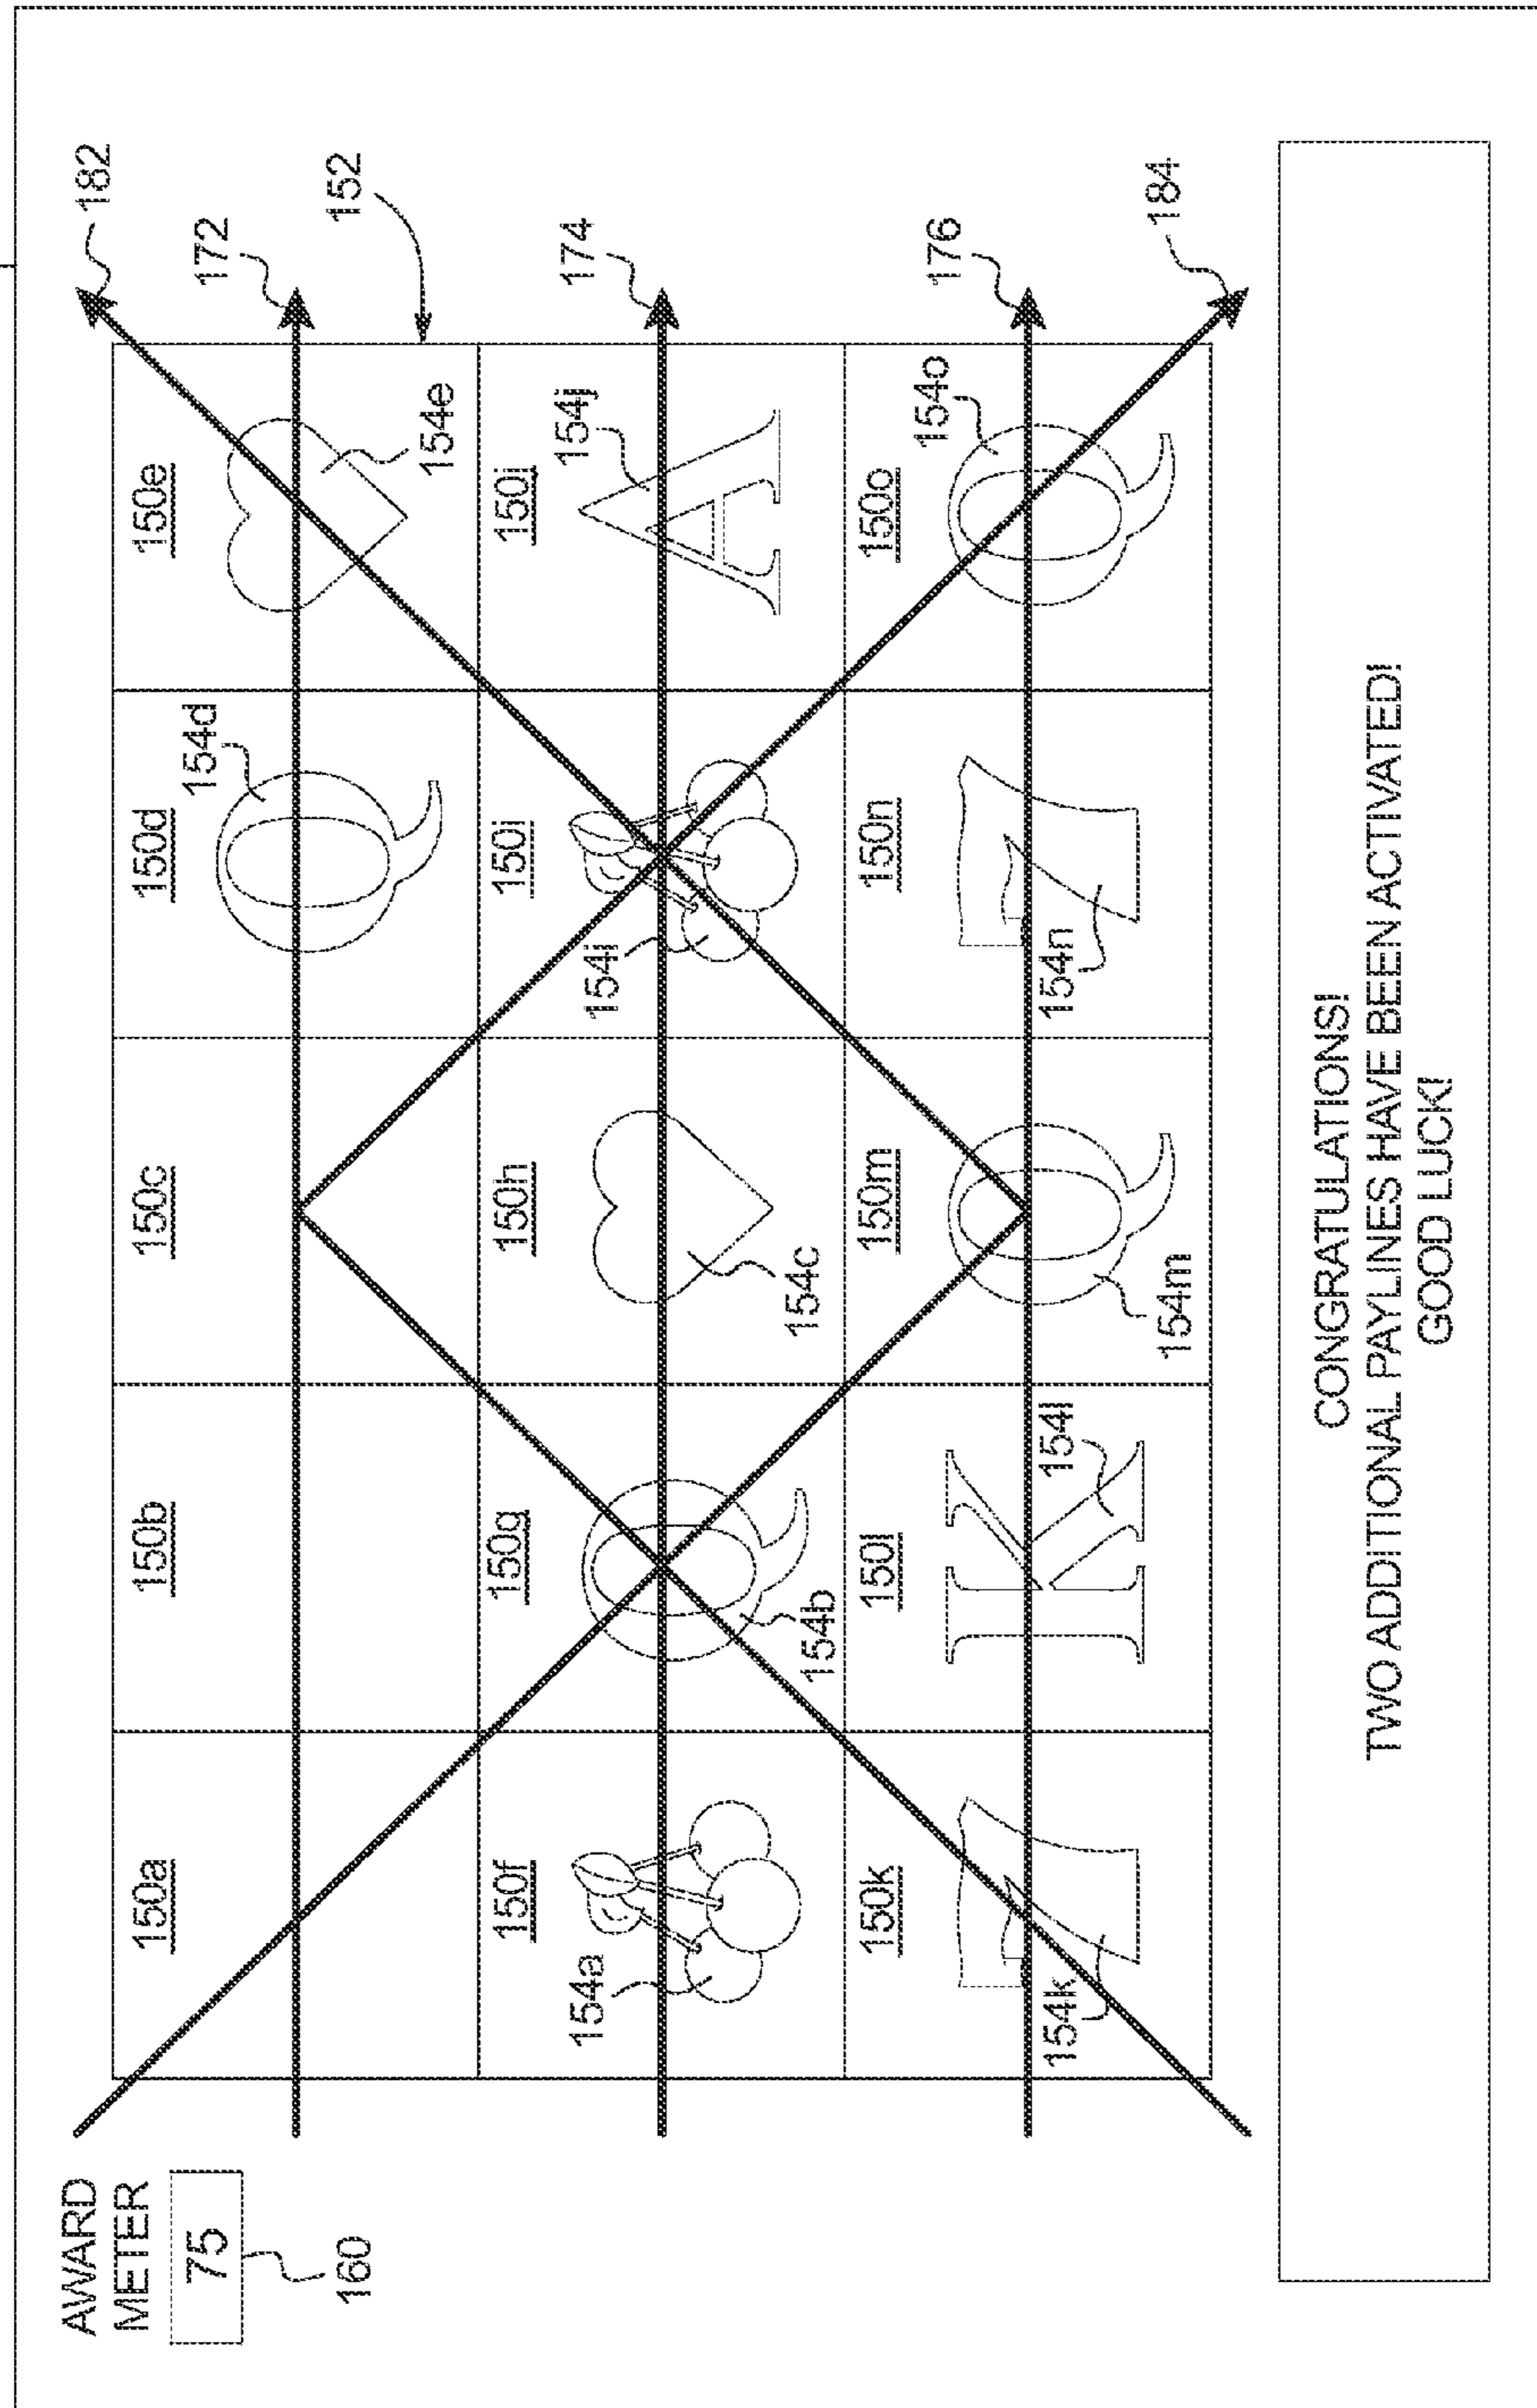 AWARD
METER
75
160
182
172
152
150a
150b
150c
150d
154d
150e
Q
154e
174
150f
150g
150h
150i
150j
154a
Q
154b
154c
154i
A
154j
176
184
150k
150l
150m
150n
150o
7
154k
K
154l
Q
154m
7
154n
Q
154o
CONGRATULATIONS!
TWO ADDITIONAL PAYLINES HAVE BEEN ACTIVATED!
GOOD LUCK!